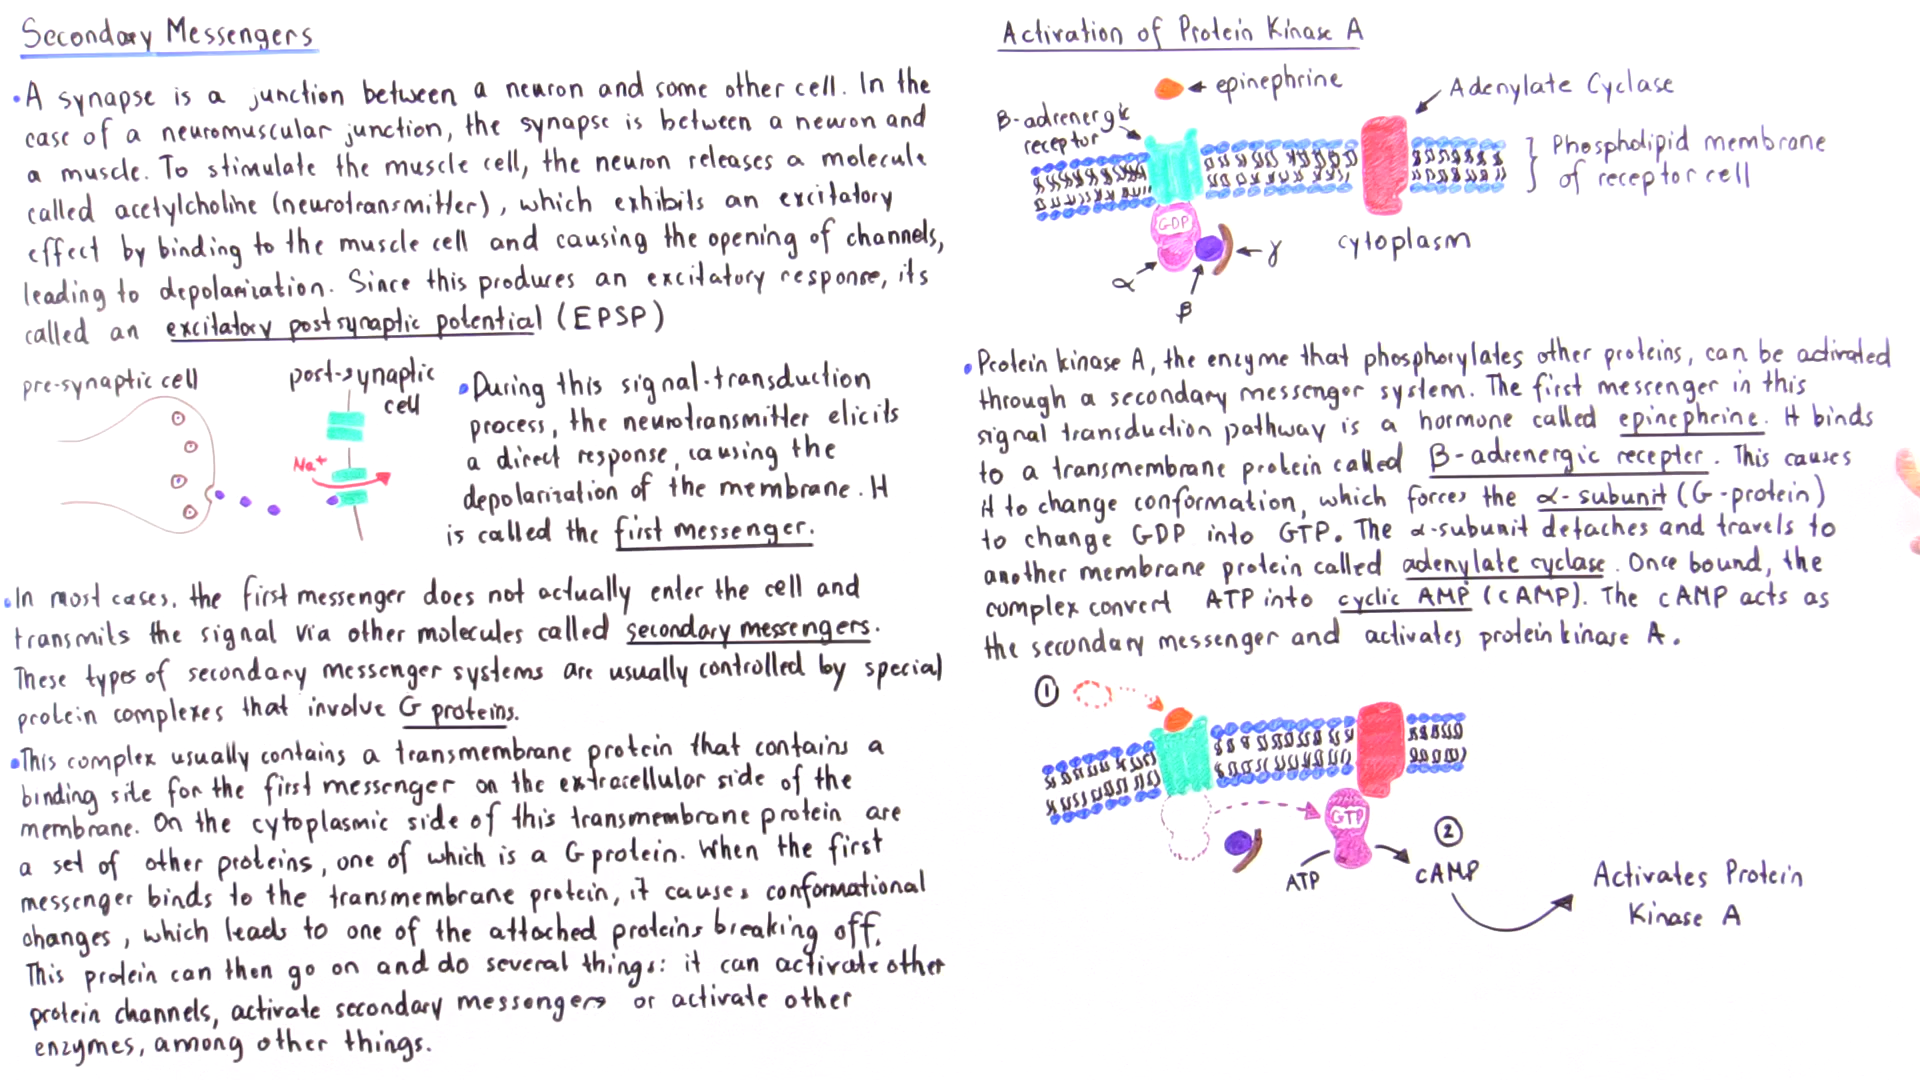 Secondary Messengers
• A synapse is a junction between a neuron and some other cell. In the
case of a neuromuscular junction, the synapse is between a neuron and
a muscle. To stimulate the muscle cell, the neuron releases a molecule
called acetylcholine (neurotransmitter), which exhibits an excitatory
effect by binding to the muscle cell and causing the opening of channels,
leading to depolarization. Since this produces an excitatory response, its
called an excitatory postsynaptic potential (EPSP)
pre-synaptic cell
post-synaptic
cell
Na+
• During this signal-transduction
process, the neurotransmitter elicits
a direct response, causing the
depolarization of the membrane. It
is called the first messenger.
• In most cases, the first messenger does not actually enter the cell and
transmits the signal via other molecules called secondary messengers.
These types of secondary messenger systems are usually controlled by special
protein complexes that involve G proteins.
• This complex usually contains a transmembrane protein that contains a
binding site for the first messenger on the extracellular side of the
membrane. On the cytoplasmic side of this transmembrane protein are
a set of other proteins, one of which is a G protein. When the first
messenger binds to the transmembrane protein, it causes conformational
changes, which leads to one of the attached proteins breaking off.
This protein can then go on and do several things: it can activate other
protein channels, activate secondary messengers or activate other
enzymes, among other things.
Activation of Protein Kinase A
epinephrine
Adenylate Cyclase
B-adrenergic
receptor
Phospholipid membrane
of receptor cell
GDP
cytoplasm
α
β
γ
• Protein kinase A, the enzyme that phosphorylates other proteins, can be activated
through a secondary messenger system. The first messenger in this
signal transduction pathway is a hormone called epinephrine. It binds
to a transmembrane protein called B-adrenergic recepter. This causes
it to change conformation, which forces the α-subunit (G-protein)
to change GDP into GTP. The α-subunit detaches and travels to
another membrane protein called adenylate cyclase. Once bound, the
complex convert ATP into cyclic AMP (cAMP). The cAMP acts as
the secondary messenger and activates protein kinase A.
1
GTP
2
ATP
cAMP
Activates Protein
Kinase A